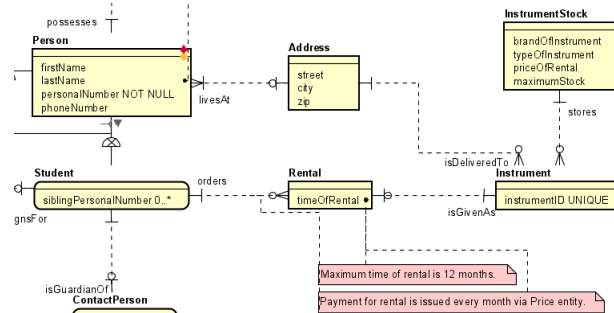 possesses
InstrumentStock
Person
Address
brandOfInstrument
typeOfInstrument
priceOfRental
maximumStock
firstName
lastName
personalNumber NOT NULL
phoneNumber
street
city
zip
livesAt
stores
isDeliveredTo
Student
orders
Rental
Instrument
siblingPersonalNumber 0..*
timeOfRental
instrumentID UNIQUE
gnsFor
isGivenAs
Maximum time of rental is 12 months.
isGuardianOf
ContactPerson
Payment for rental is issued every month via Price entity.